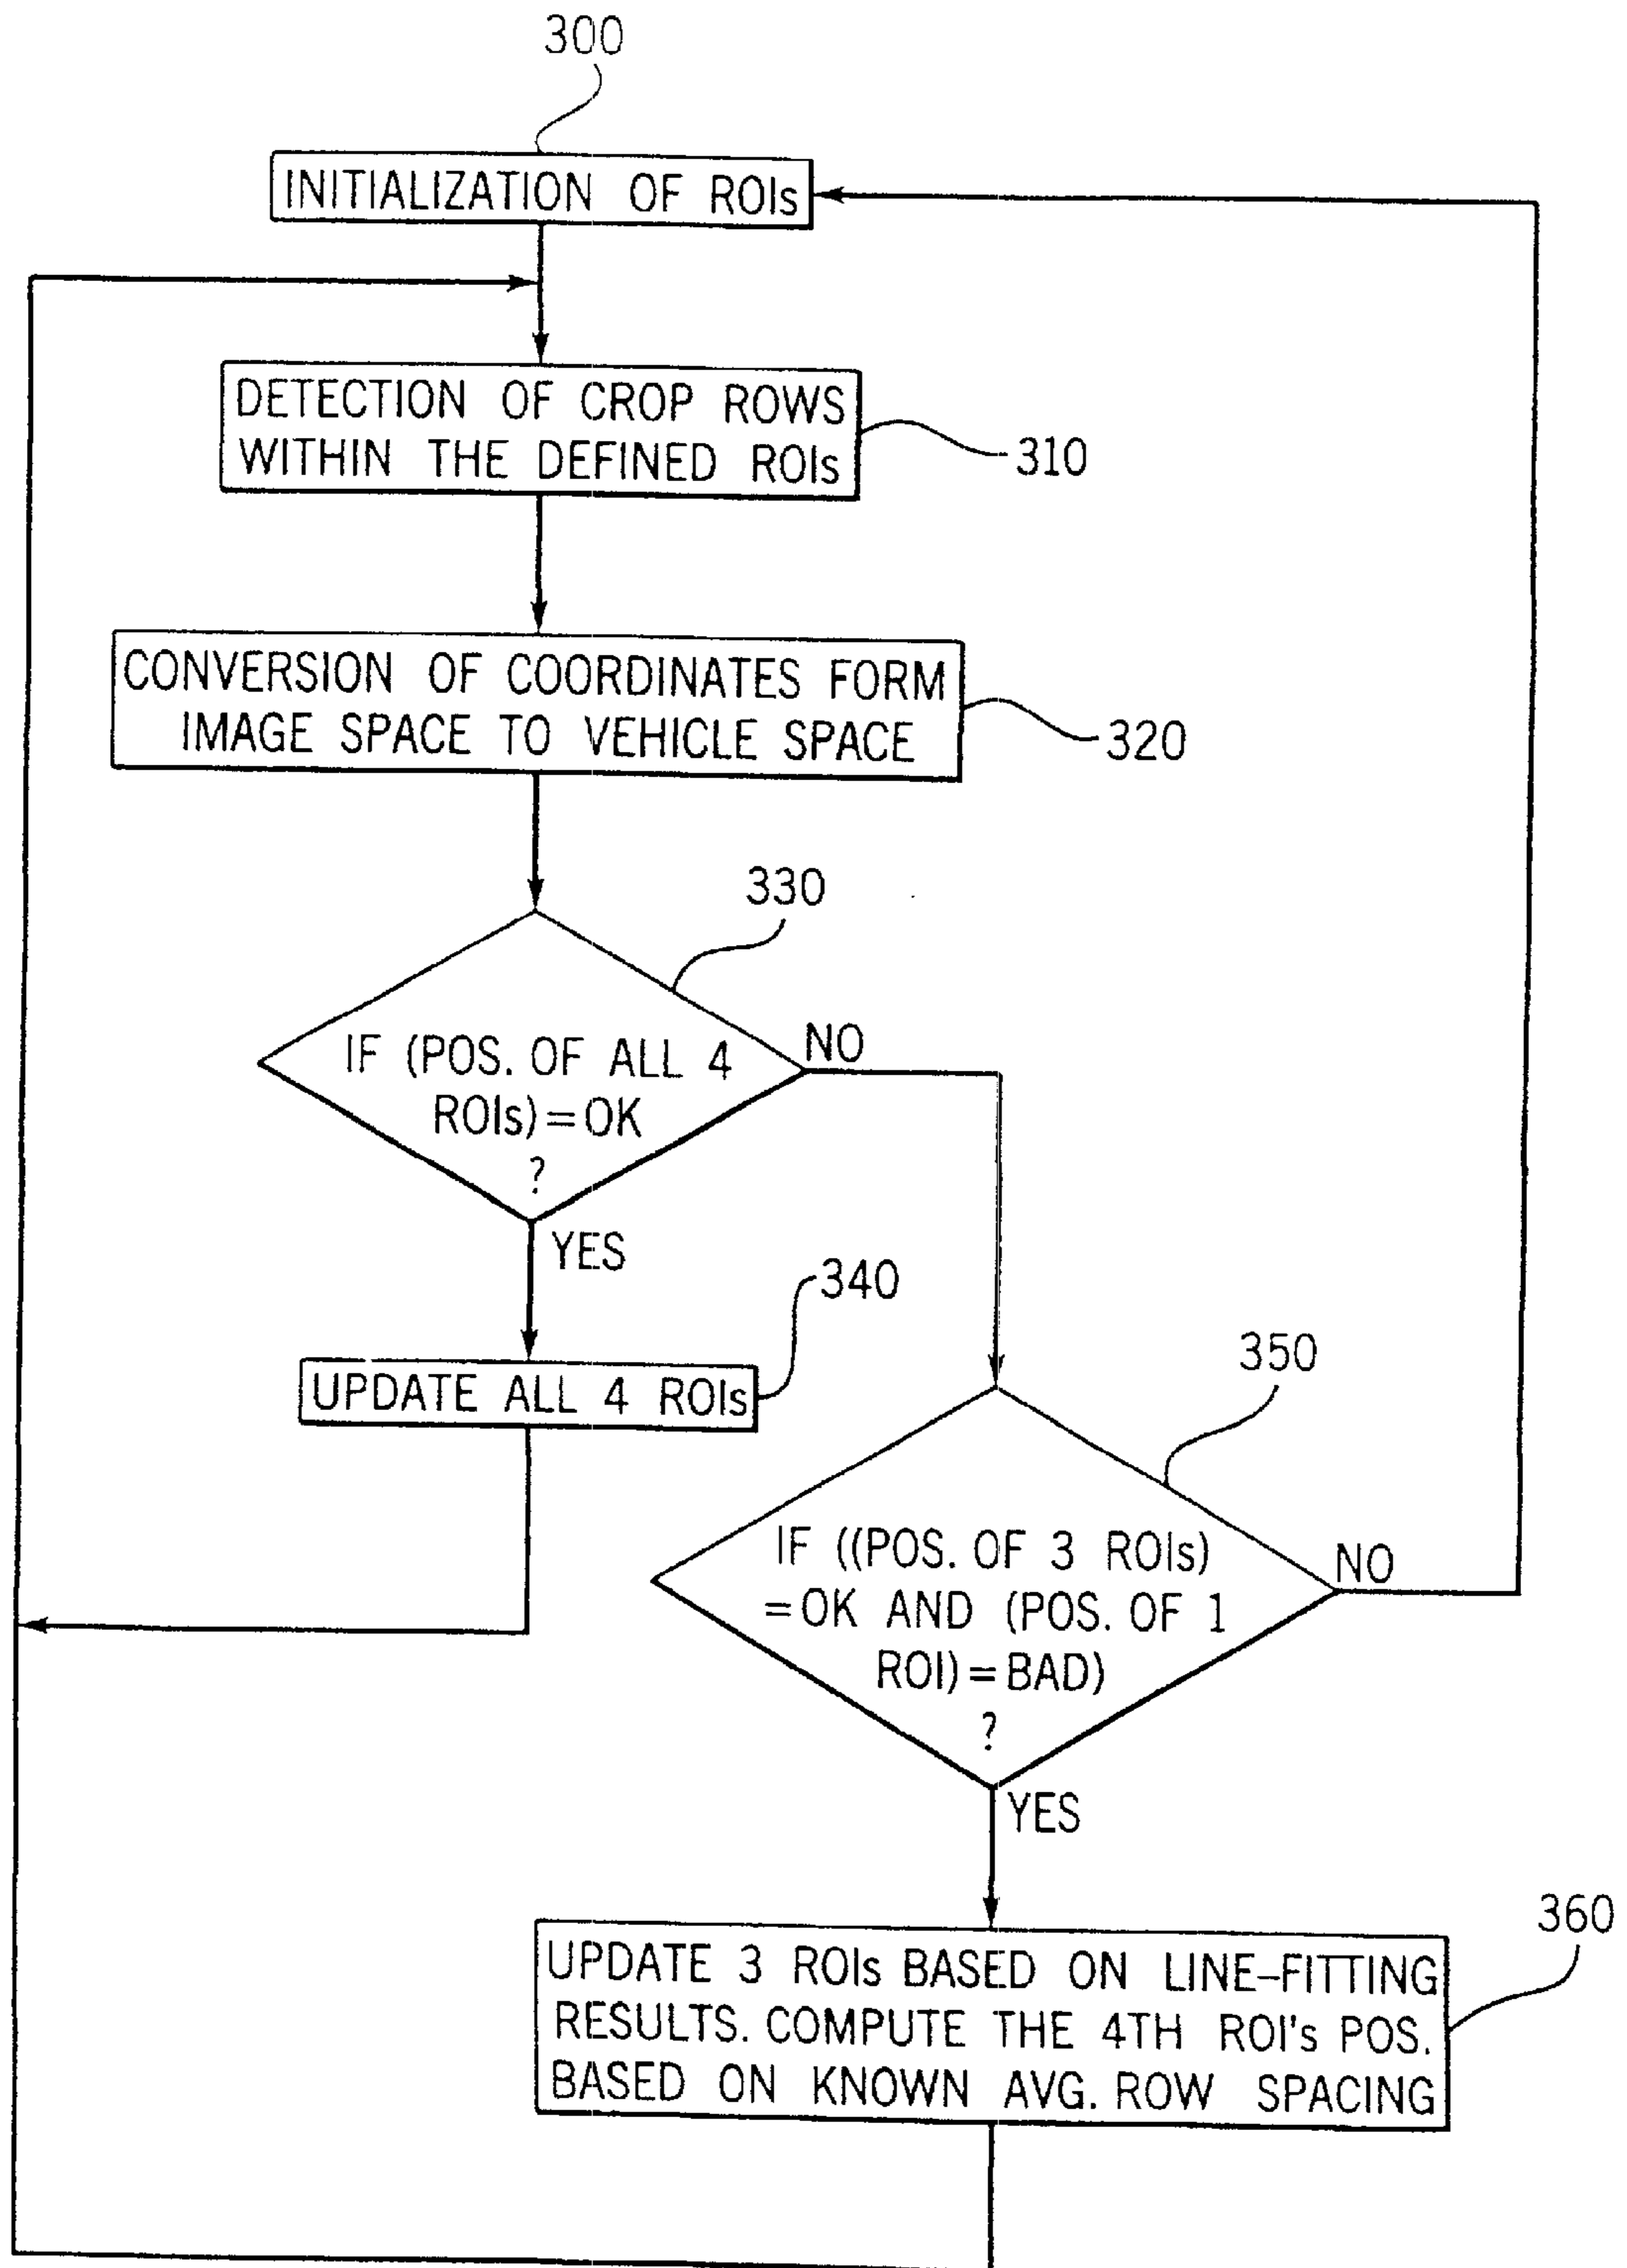 300
INITIALIZATION OF ROIs
DETECTION OF CROP ROWS
WITHIN THE DEFINED ROIs
310
CONVERSION OF COORDINATES FORM
IMAGE SPACE TO VEHICLE SPACE
320
330
IF (POS. OF ALL 4
ROIs)=OK
?
NO
YES
340
UPDATE ALL 4 ROIs
350
IF ((POS. OF 3 ROIs)
=OK AND (POS. OF 1
ROI)=BAD)
?
NO
YES
360
UPDATE 3 ROIs BASED ON LINE-FITTING
RESULTS. COMPUTE THE 4TH ROI's POS.
BASED ON KNOWN AVG. ROW SPACING